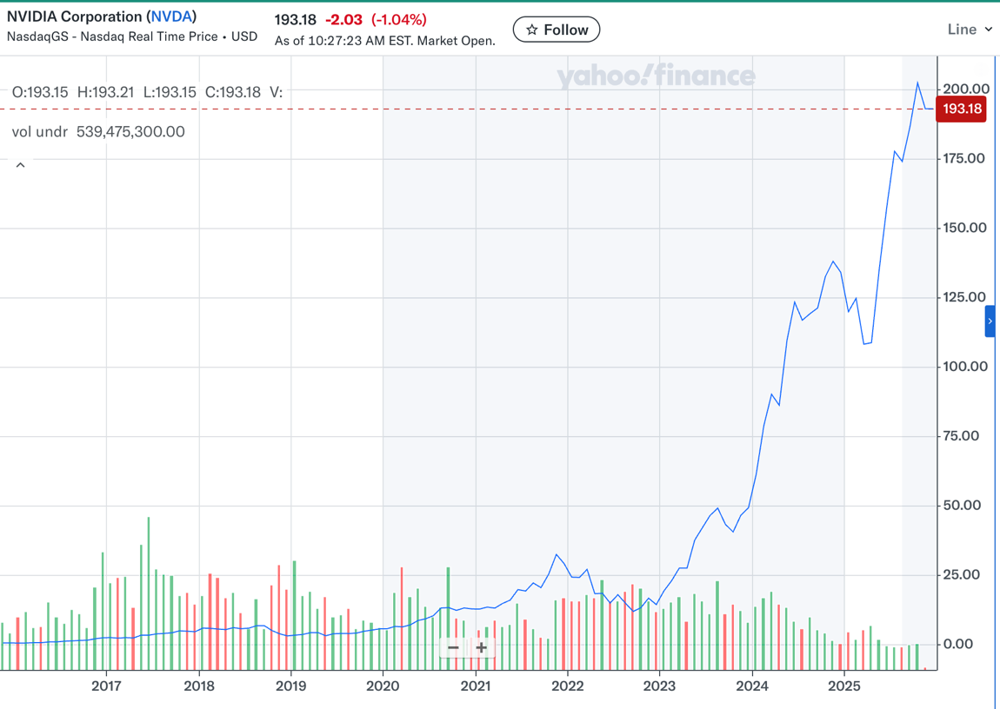 NVIDIA Corporation (NVDA)
NasdaqGS - Nasdaq Real Time Price • USD
193.18 -2.03 (-1.04%)
As of 10:27:23 AM EST. Market Open.
Follow
Line
yahoo!finance
O:193.15 H:193.21 L:193.15 C:193.18 V:
vol undr 539,475,300.00
200.00
193.18
175.00
150.00
125.00
100.00
75.00
50.00
25.00
0.00
2017 2018 2019 2020 2021 2022 2023 2024 2025